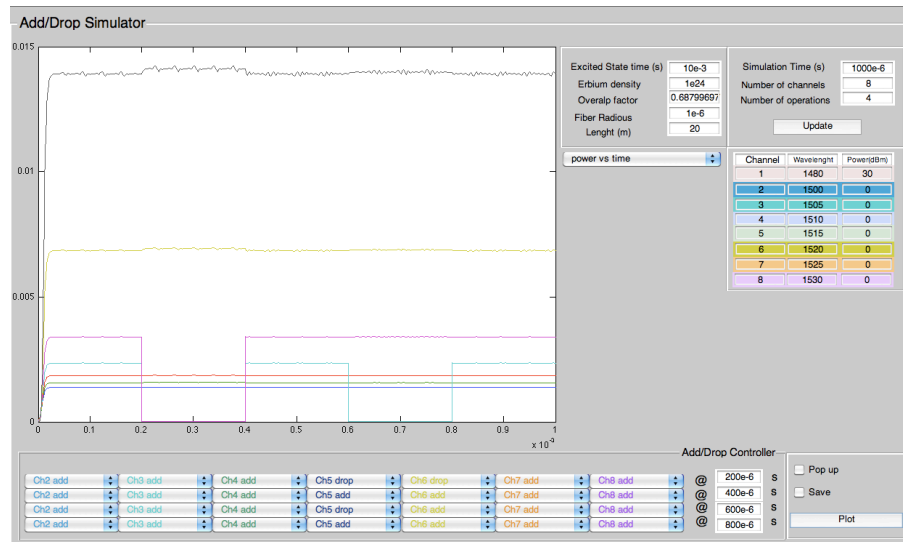 Add/Drop Simulator
0.015
0.01
0.005
0
0 0.1 0.2 0.3 0.4 0.5 0.6 0.7 0.8 0.9 1
x 10⁻³
Excited State time (s) 10e-3
Erbium density 1e24
Overalp factor 0.68799697
Fiber Radious 1e-6
Lenght (m) 20
Simulation Time (s) 1000e-6
Number of channels 8
Number of operations 4
Update
power vs time
Channel Wavelenght Power(dBm)
1 1480 30
2 1500 0
3 1505 0
4 1510 0
5 1515 0
6 1520 0
7 1525 0
8 1530 0
Add/Drop Controller
Ch2 add Ch3 add Ch4 add Ch5 drop Ch6 drop Ch7 add Ch8 add @ 200e-6 s
Ch2 add Ch3 add Ch4 add Ch5 add Ch6 add Ch7 add Ch8 add @ 400e-6 s
Ch2 add Ch3 add Ch4 add Ch5 drop Ch6 add Ch7 add Ch8 add @ 600e-6 s
Ch2 add Ch3 add Ch4 add Ch5 add Ch6 add Ch7 add Ch8 add @ 800e-6 s
Pop up
Save
Plot